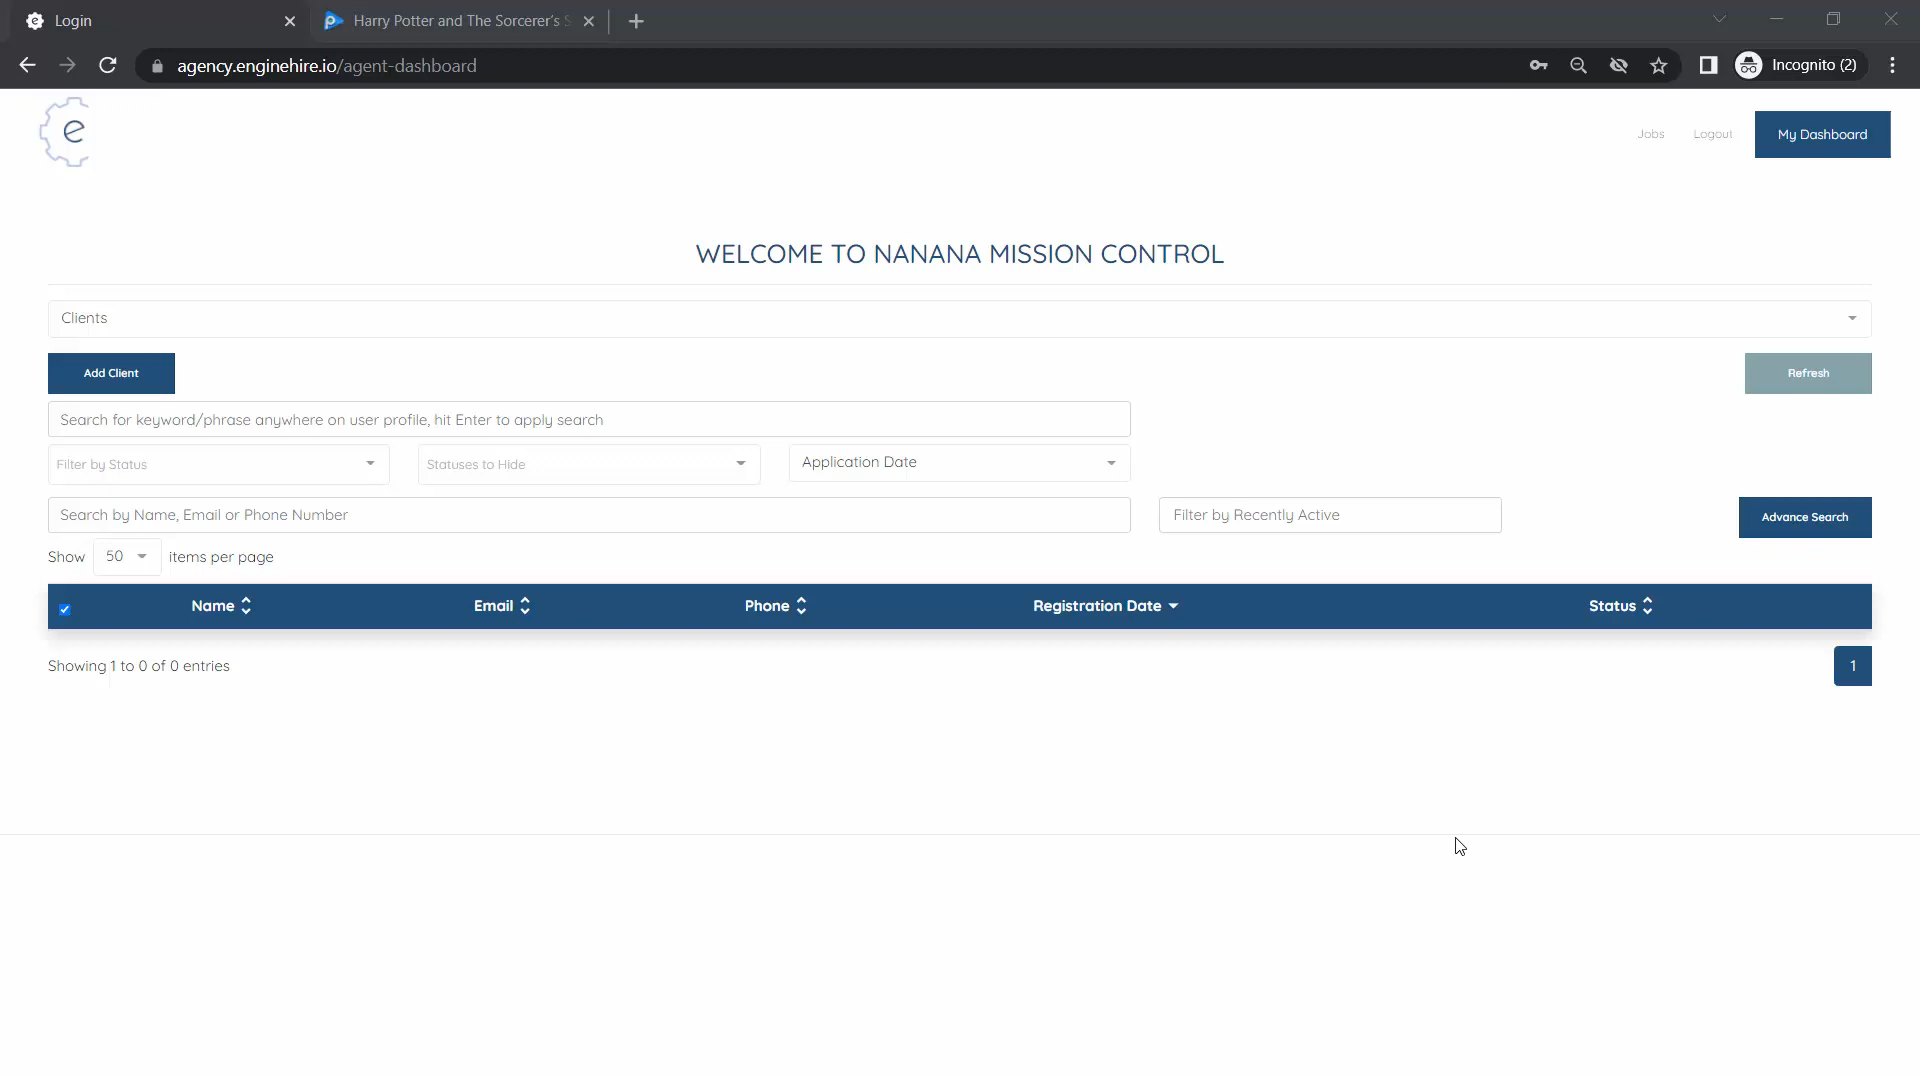 Login
Harry Potter and The Sorcerer's S
agency.enginehire.io/agent-dashboard
Incognito (2)
e
Jobs
Logout
My Dashboard
WELCOME TO NANANA MISSION CONTROL
Clients
Add Client
Refresh
Search for keyword/phrase anywhere on user profile, hit Enter to apply search
Filter by Status
Statuses to Hide
Application Date
Search by Name, Email or Phone Number
Filter by Recently Active
Advance Search
Show 50 items per page
Name Email Phone Registration Date Status
Showing 1 to 0 of 0 entries
1